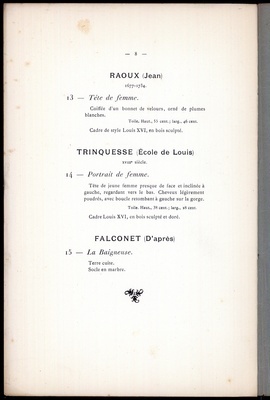 — 8 —
RAOUX (Jean)
1677-1734.
13 — Tête de femme.
Coiffée d'un bonnet de velours, orné de plumes
blanches.
Toile. Haut., 55 cent.; larg., 46 cent.
Cadre de style Louis XVI, en bois sculpté.
TRINQUESSE (École de Louis)
XVIIIe siècle.
14 — Portrait de femme.
Tête de jeune femme presque de face et inclinée à
gauche, regardant vers le bas. Cheveux légèrement
poudrés, avec boucle retombant à gauche sur la gorge.
Toile. Haut., 38 cent.; larg., 28 cent.
Cadre Louis XVI, en bois sculpté et doré.
FALCONET (D'après)
15 — La Baigneuse.
Terre cuite.
Socle en marbre.